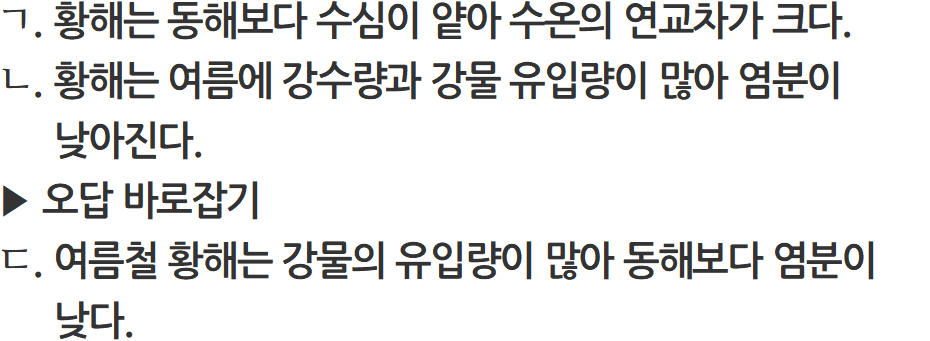 ㄱ. 황해는 동해보다 수심이 얕아 수온의 연교차가 크다.
ㄴ. 황해는 여름에 강수량과 강물 유입량이 많아 염분이
낮아진다.
▶ 오답 바로잡기
ㄷ. 여름철 황해는 강물의 유입량이 많아 동해보다 염분이
낮다.